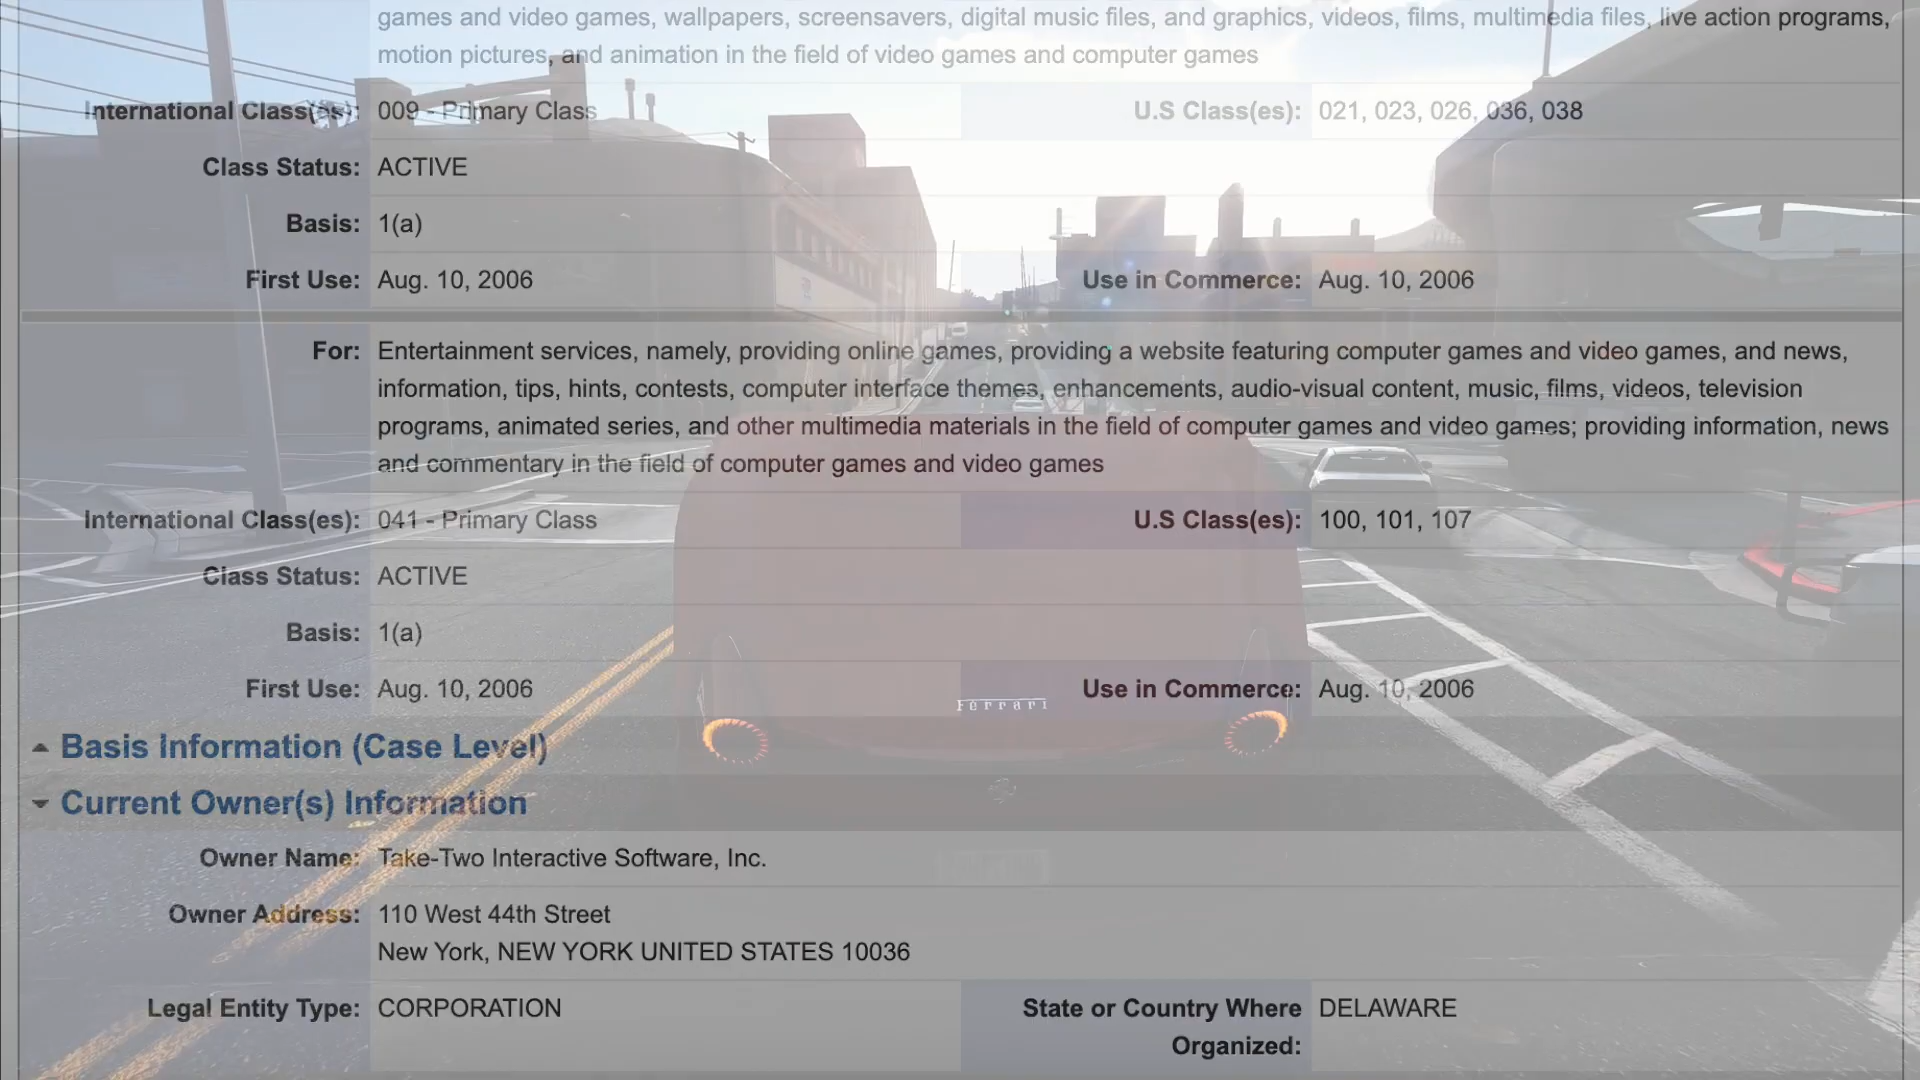 games and video games, wallpapers, screensavers, digital music files, and graphics, videos, films, multimedia files, live action programs,
motion pictures, and animation in the field of video games and computer games
International Class(es): 009 - Primary Class U.S Class(es): 021, 023, 026, 036, 038
Class Status: ACTIVE
Basis: 1(a)
First Use: Aug. 10, 2006 Use in Commerce: Aug. 10, 2006
For: Entertainment services, namely, providing online games, providing a website featuring computer games and video games, and news,
information, tips, hints, contests, computer interface themes, enhancements, audio-visual content, music, films, videos, television
programs, animated series, and other multimedia materials in the field of computer games and video games; providing information, news
and commentary in the field of computer games and video games
International Class(es): 041 - Primary Class U.S Class(es): 100, 101, 107
Class Status: ACTIVE
Basis: 1(a)
First Use: Aug. 10, 2006 Use in Commerce: Aug. 10, 2006
Ferrari
Basis Information (Case Level)
Current Owner(s) Information
Owner Name: Take-Two Interactive Software, Inc.
Owner Address: 110 West 44th Street
New York, NEW YORK UNITED STATES 10036
Legal Entity Type: CORPORATION State or Country Where DELAWARE
Organized: